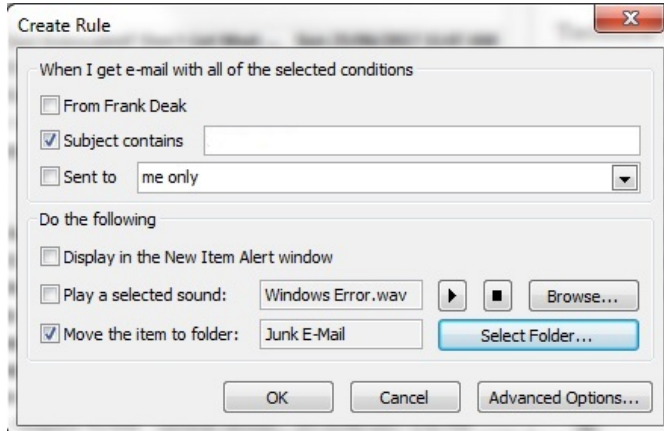 Create Rule
When I get e-mail with all of the selected conditions
From Frank Deak
Subject contains
Sent to me only
Do the following
Display in the New Item Alert window
Play a selected sound: Windows Error.wav Browse...
Move the item to folder: Junk E-Mail Select Folder...
OK Cancel Advanced Options...